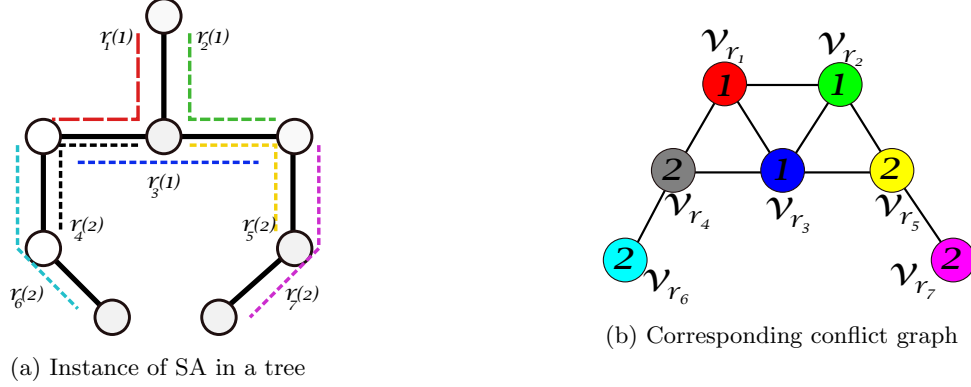 r₁(1) r₂(1)
r₃(1)
r₄(2) r₅(2)
r₆(2) r₇(2)
(a) Instance of SA in a tree
𝒱r₁ 𝒱r₂
1 1
2 1 2
𝒱r₄ 𝒱r₃ 𝒱r₅
2 2
𝒱r₆ 𝒱r₇
(b) Corresponding conflict graph